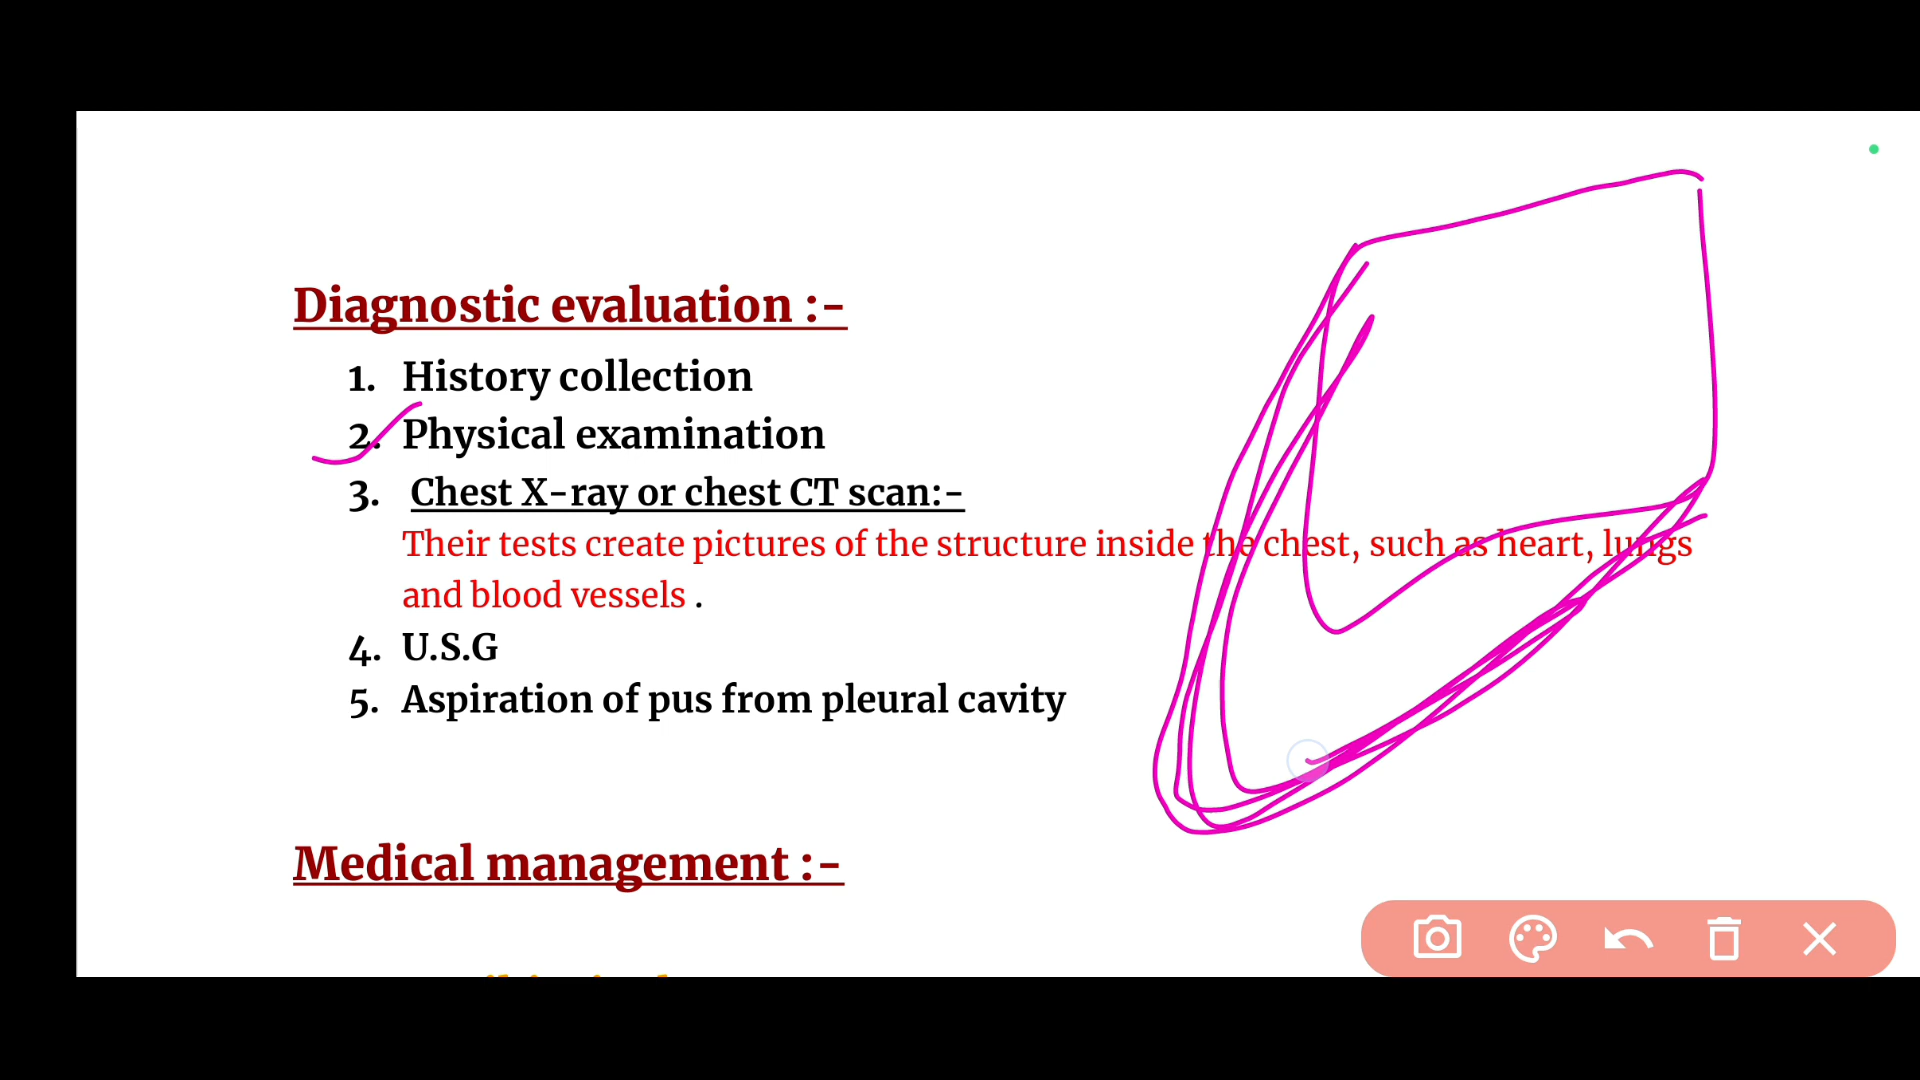 Diagnostic evaluation :-
1. History collection
2. Physical examination
3. Chest X-ray or chest CT scan:-
Their tests create pictures of the structure inside the chest, such as heart, lungs
and blood vessels .
4. U.S.G
5. Aspiration of pus from pleural cavity
Medical management :-